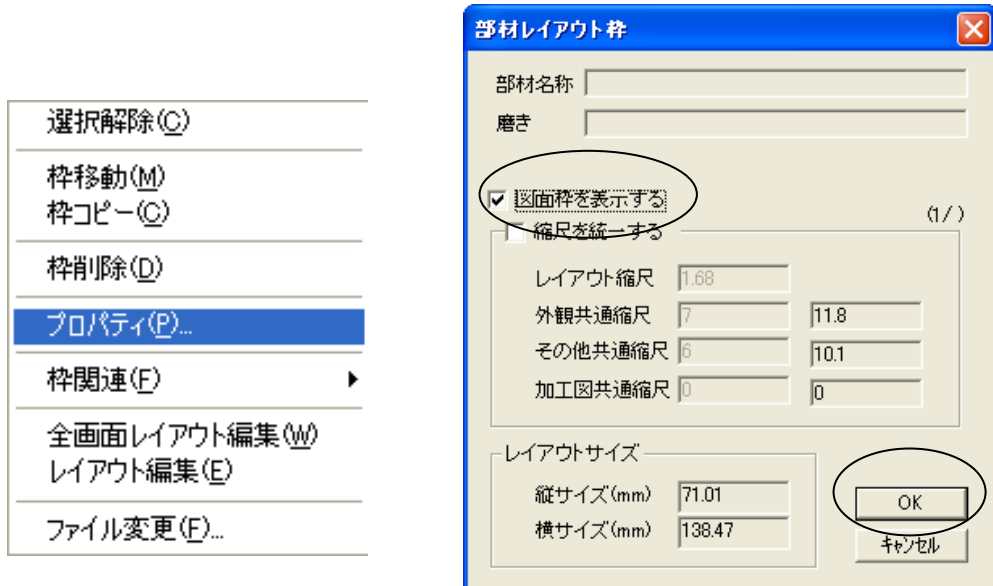 選択解除(C)
枠移動(M)
枠コピー(C)
枠削除(D)
プロパティ(P)...
枠関連(F)
全画面レイアウト編集(W)
レイアウト編集(E)
ファイル変更(F)...
部材レイアウト枠
部材名称
磨き
図面枠を表示する
(1/ )
縮尺を統一する
レイアウト縮尺 1.68
外観共通縮尺 7 11.8
その他共通縮尺 6 10.1
加工図共通縮尺 0 0
レイアウトサイズ
縦サイズ(mm) 71.01
横サイズ(mm) 138.47
OK
キャンセル